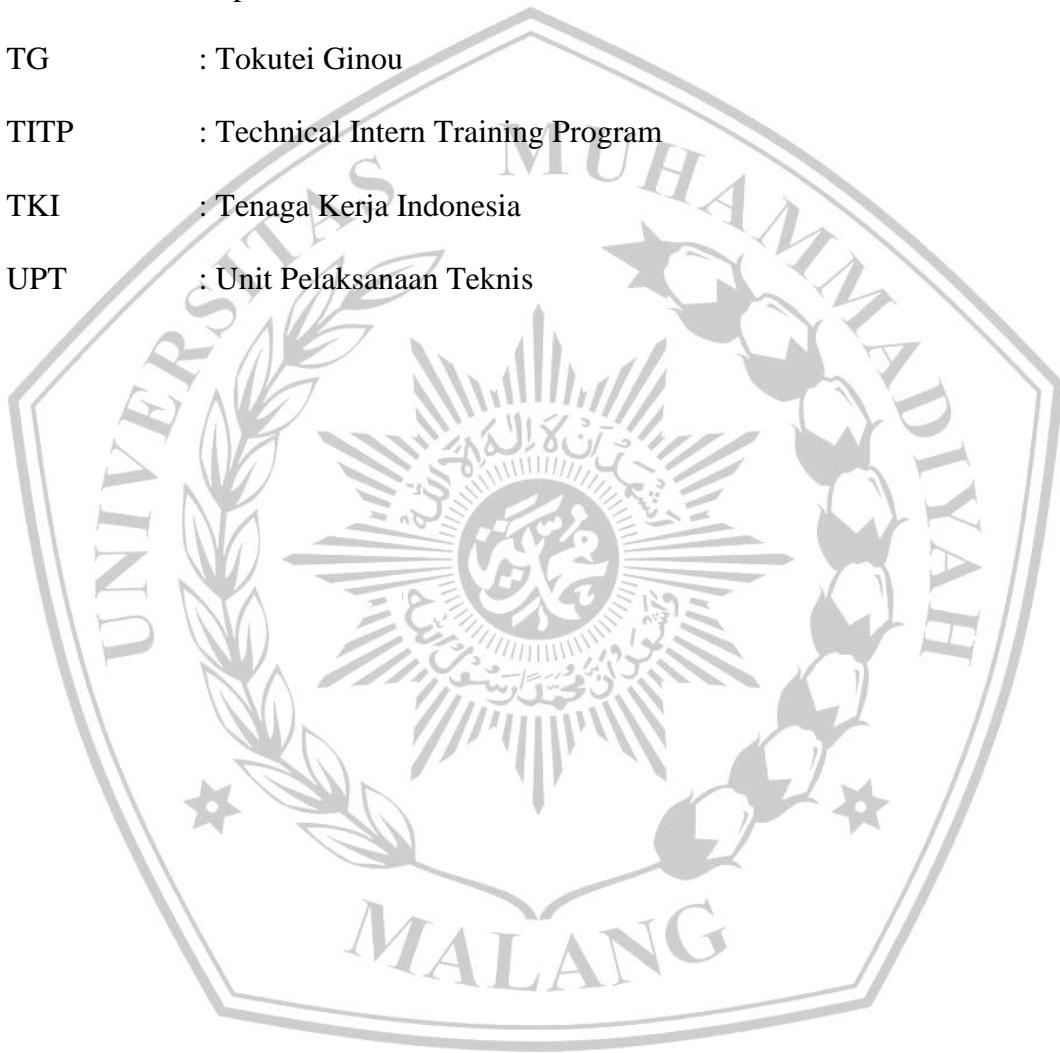 TG : Tokutei Ginou
TITP : Technical Intern Training Program
TKI : Tenaga Kerja Indonesia
UPT : Unit Pelaksanaan Teknis
UNIVERSITAS MUHAMMADIYAH
MALANG